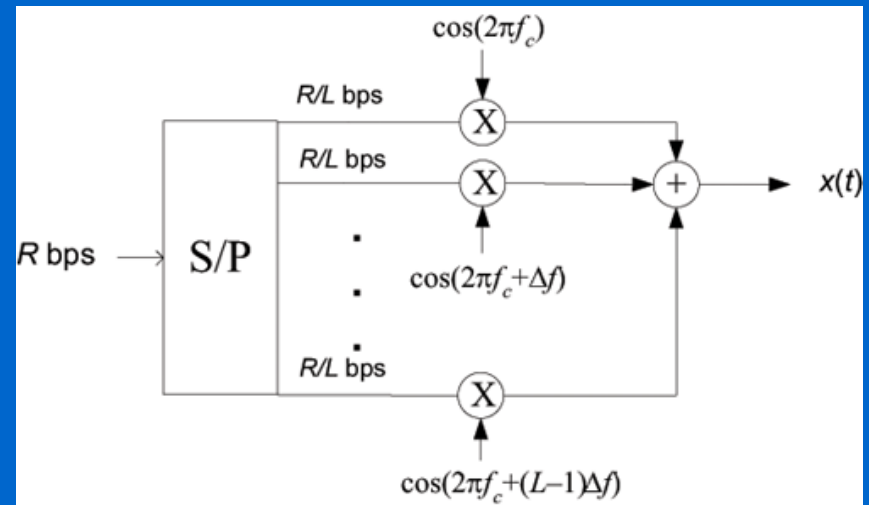 cos(2πf_c)
R/L bps
X
R/L bps
X
+
x(t)
R bps
S/P
cos(2πf_c+Δf)
R/L bps
X
cos(2πf_c+(L−1)Δf)